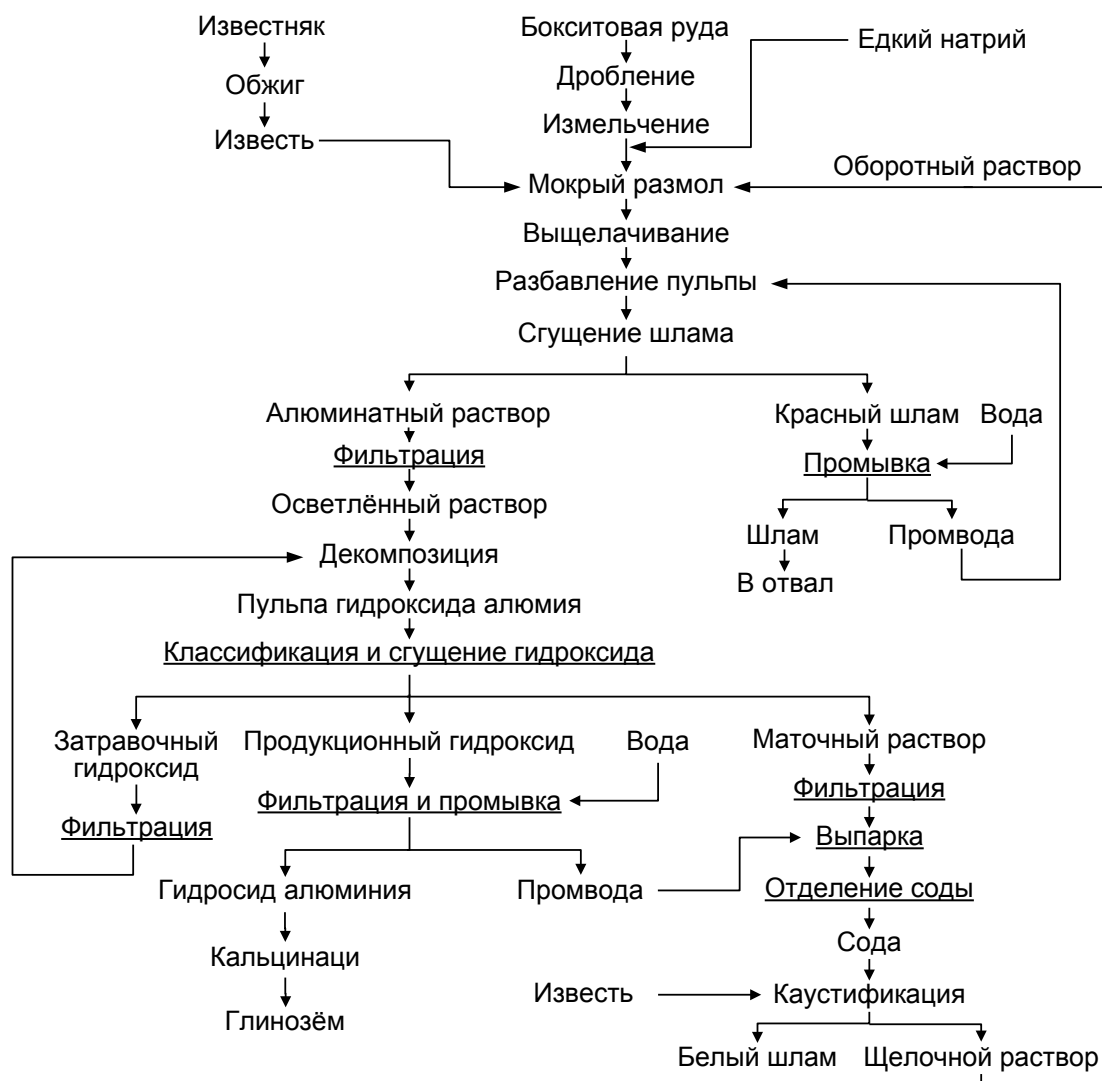 Известняк
Бокситовая руда
Едкий натрий
Обжиг
Дробление
Известь
Измельчение
Оборотный раствор
Мокрый размол
Выщелачивание
Разбавление пульпы
Сгущение шлама
Алюминатный раствор
Красный шлам
Вода
Фильтрация
Промывка
Осветлённый раствор
Шлам
Промвода
Декомпозиция
В отвал
Пульпа гидроксида алюмия
Классификация и сгущение гидроксида
Затравочный
гидроксид
Продукционный гидроксид
Вода
Маточный раствор
Фильтрация
Фильтрация и промывка
Фильтрация
Выпарка
Гидросид алюминия
Промвода
Отделение соды
Кальцинаци
Сода
Глинозём
Известь
Каустификация
Белый шлам
Щелочной раствор